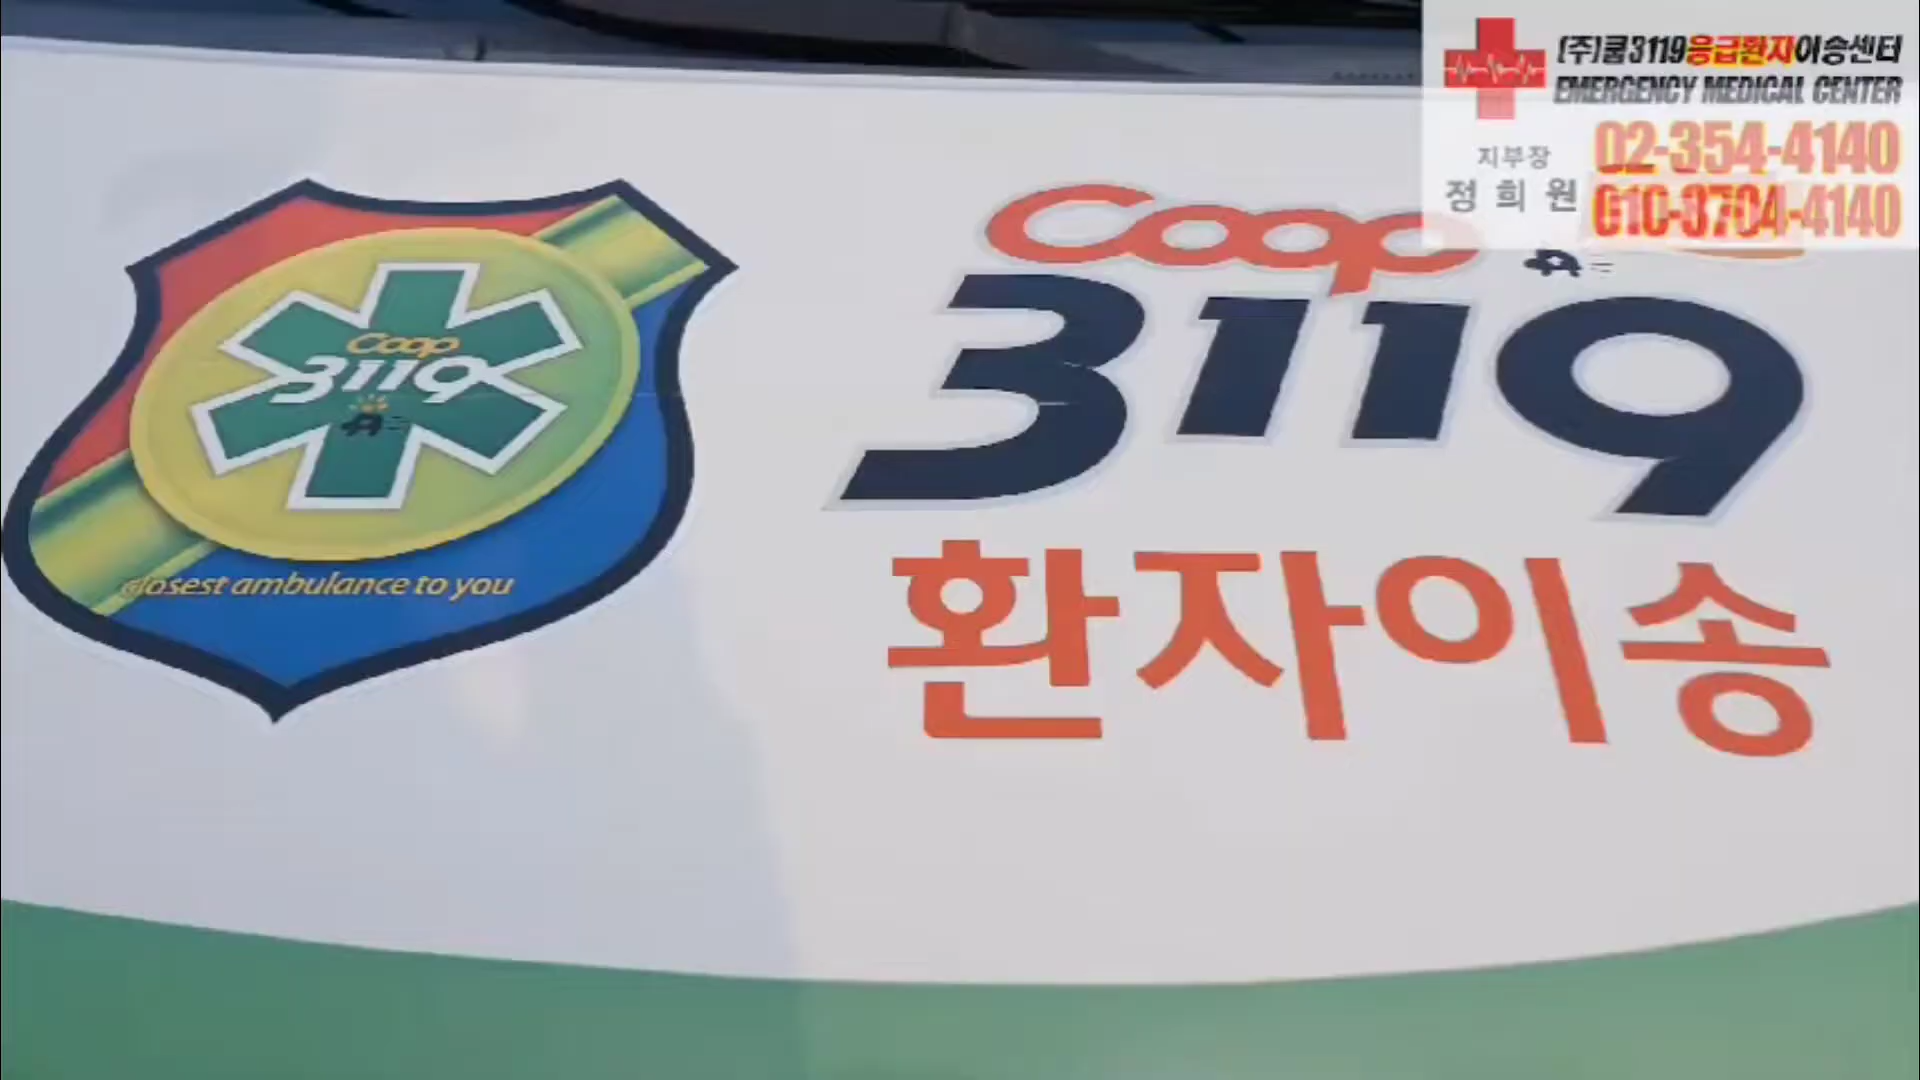 (주)쿱3119응급환자이송센터
EMERGENCY MEDICAL CENTER
02-354-4140
지부장
정희원
010-3704-4140
Coop
3119
환자이송
Coop
3119
closest ambulance to you